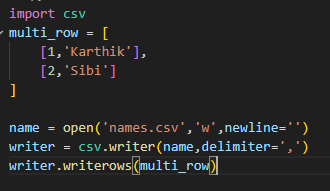 import csv
multi_row = [
    [1,'Karthik'],
    [2,'Sibi']
]
name = open('names.csv','w',newline='')
writer = csv.writer(name,delimiter=',')
writer.writerows(multi_row)